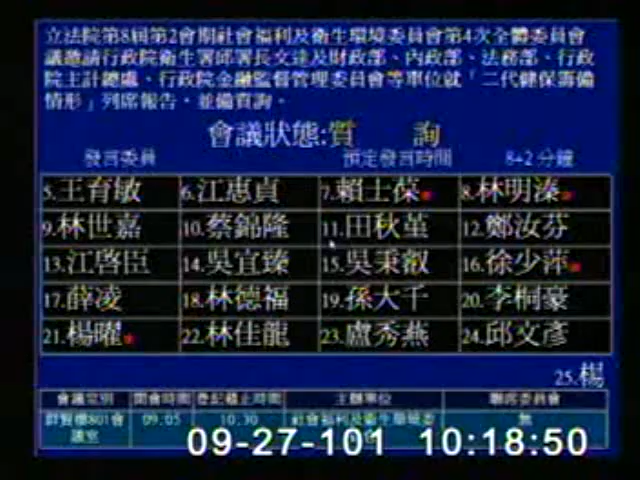 立法院第8屆第2會期社會福利及衛生環境委員會第4次全體委員會
議邀請行政院衛生署邱署長文達及財政部、內政部、法務部、行政
院主計總處、行政院金融監督管理委員會等單位就「二代健保籌備
情形」列席報告，並備質詢。
會議狀態:質 詢
發言委員 預定發言時間 8+2 分鐘
5.王育敏 6.江惠貞 7.賴士葆 8.林明溱
9.林世嘉 10.蔡錦隆 11.田秋堇 12.鄭汝芬
13.江啓臣 14.吳宜臻 15.吳秉叡 16.徐少萍
17.薛凌 18.林德福 19.孫大千 20.李桐豪
21.楊曜 22.林佳龍 23.盧秀燕 24.邱文彥
25.楊
會議室別 開會時間 登記截止時間 主辦單位 聯席委員會
群賢樓801會 09:05 10:30 社會福利及衛生環境委 無
議室
09-27-101 10:18:50